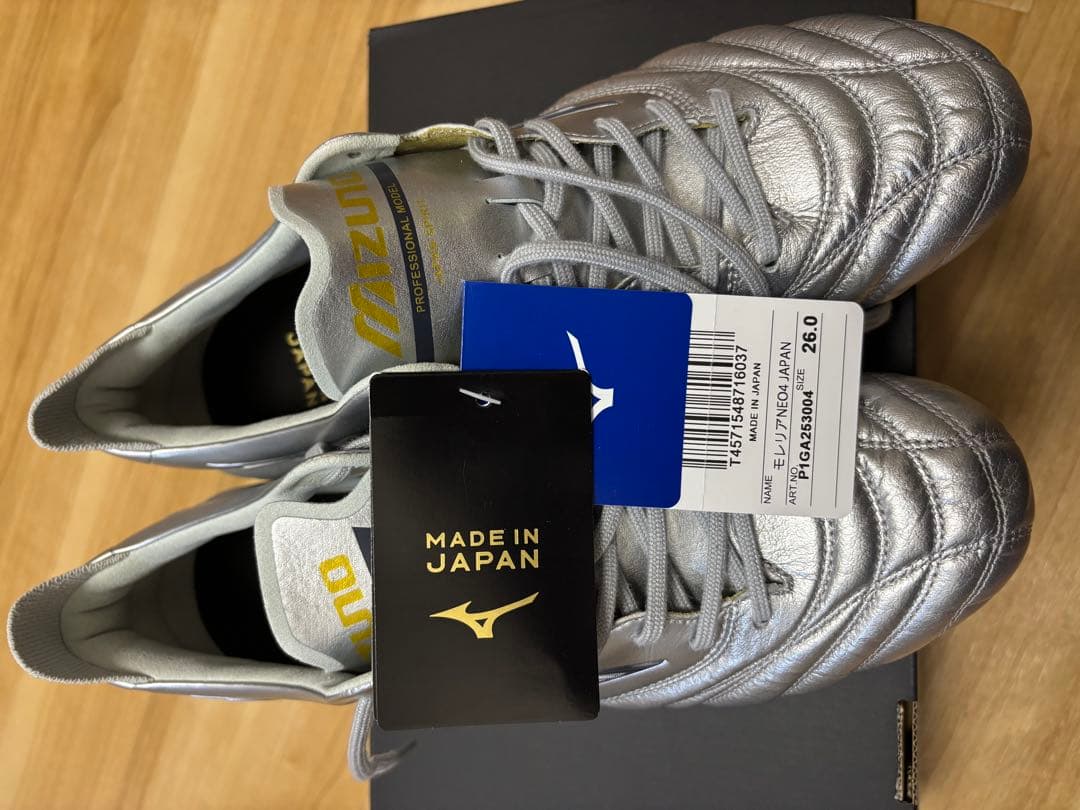 MIZUNO
PROFESSIONAL MODEL
UNO
JAPAN
MADE IN
JAPAN
T4571548716037
MADE IN JAPAN
NAME
モレリアNEO4 JAPAN
ART.NO.
P1GA253004
SIZE
26.0